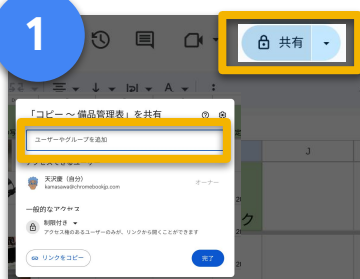 1
共有
A
「コピー ～ 備品管理表」を共有
ユーザーやグループを追加
天沢慶（自分）
kamasawa@chromebookjp.com
オーナー
一般的なアクセス
制限付き
アクセス権のあるユーザーのみが、リンクから開くことができます
リンクをコピー
完了
J
ク